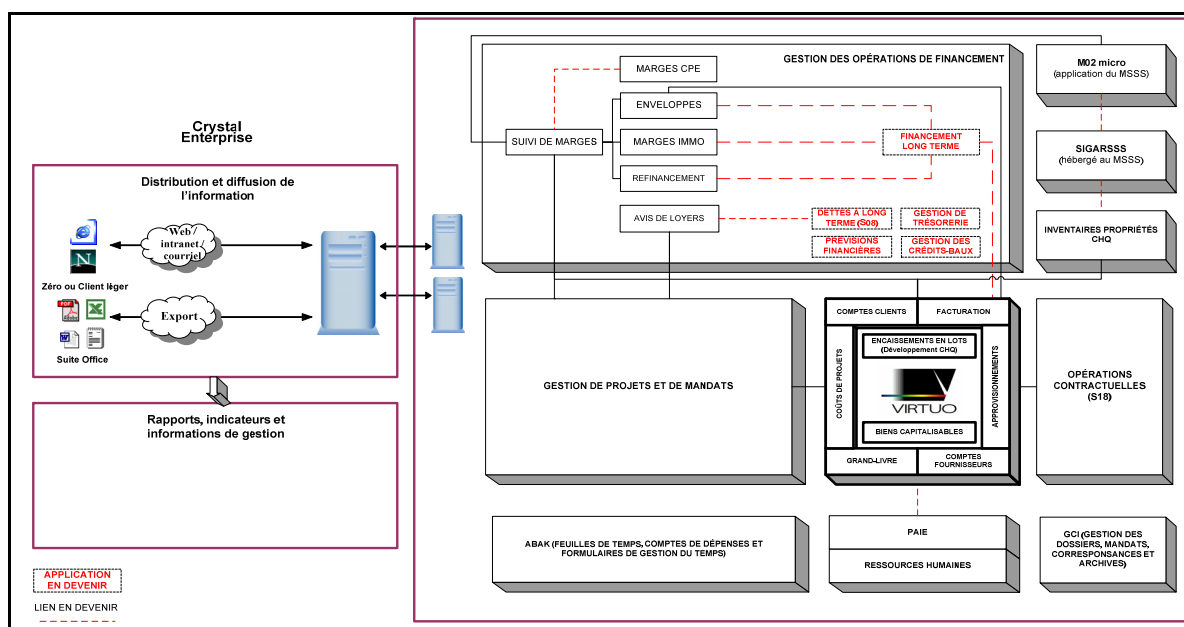 Crystal
Enterprise
Distribution et diffusion de
l'information
Web /
intranet /
courriel
N
Zéro ou Client léger
PDF
Export
W
Suite Office
Rapports, indicateurs et
informations de gestion
APPLICATION
EN DEVENIR
LIEN EN DEVENIR
GESTION DES OPÉRATIONS DE FINANCEMENT
MARGES CPE
ENVELOPPES
SUIVI DE MARGES
MARGES IMMO
FINANCEMENT
LONG TERME
REFINANCEMENT
AVIS DE LOYERS
DETTES À LONG
TERME (S08)
GESTION DE
TRÉSORERIE
PRÉVISIONS
FINANCIÈRES
GESTION DES
CRÉDITS-BAUX
M02 micro
(application du MSSS)
SIGARSSS
(hébergé au MSSS)
INVENTAIRES PROPRIÉTÉS
CHQ
GESTION DE PROJETS ET DE MANDATS
COMPTES CLIENTS
FACTURATION
COÛTS DE PROJETS
ENCAISSEMENTS EN LOTS
(Développement CHQ)
VIRTUO
BIENS CAPITALISABLES
APPROVISIONNEMENTS
GRAND-LIVRE
COMPTES
FOURNISSEURS
OPÉRATIONS
CONTRACTUELLES
(S18)
ABAK (FEUILLES DE TEMPS, COMPTES DE DÉPENSES ET
FORMULAIRES DE GESTION DU TEMPS)
PAIE
RESSOURCES HUMAINES
GCI (GESTION DES
DOSSIERS, MANDATS,
CORRESPONSANCES ET
ARCHIVES)